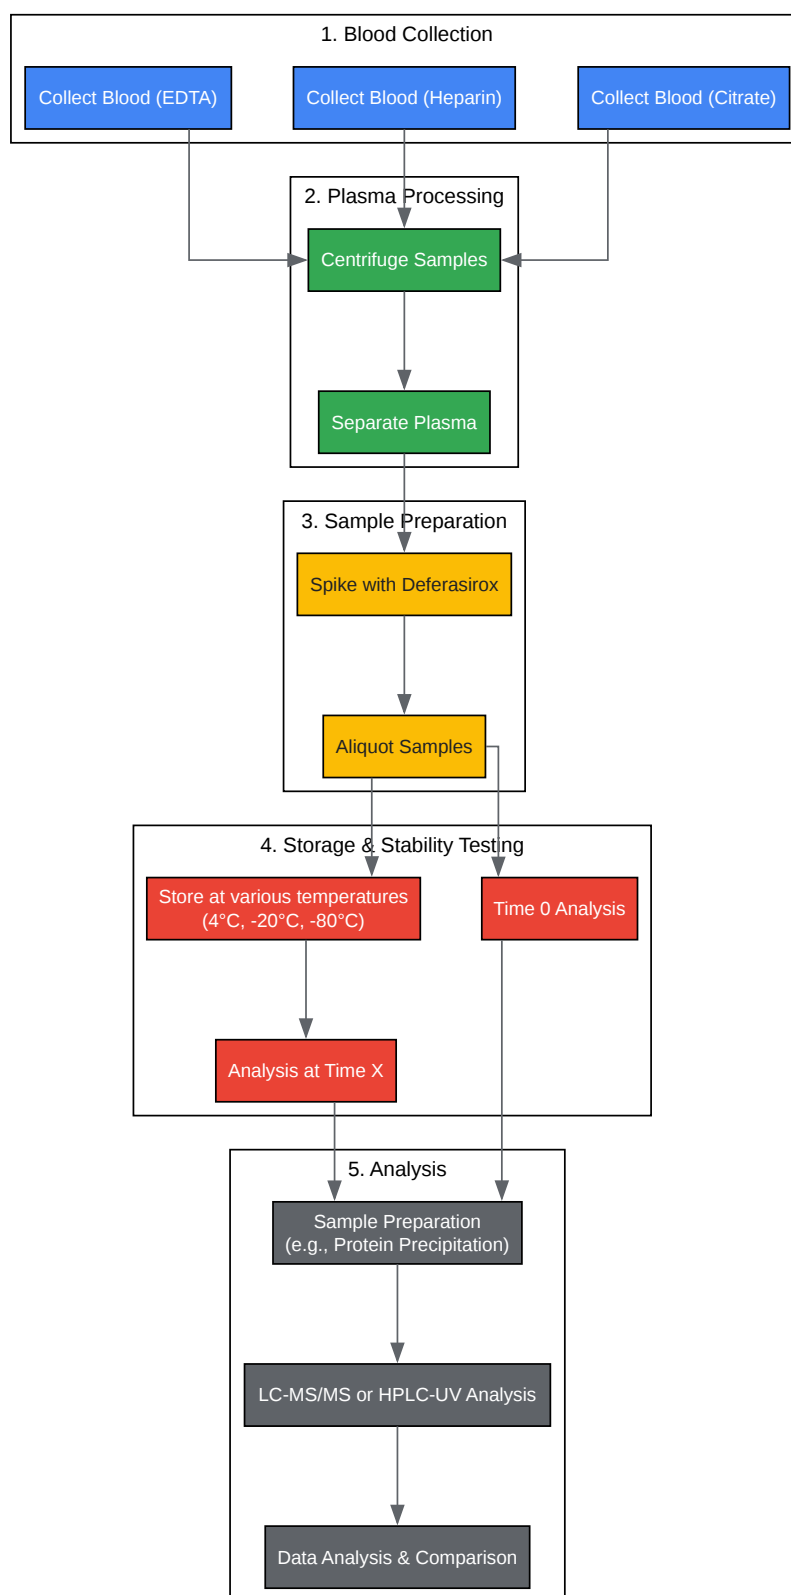 1. Blood Collection
Collect Blood (EDTA)
Collect Blood (Heparin)
Collect Blood (Citrate)
2. Plasma Processing
Centrifuge Samples
Separate Plasma
3. Sample Preparation
Spike with Deferasirox
Aliquot Samples
4. Storage & Stability Testing
Store at various temperatures
(4°C, -20°C, -80°C)
Time 0 Analysis
Analysis at Time X
5. Analysis
Sample Preparation
(e.g., Protein Precipitation)
LC-MS/MS or HPLC-UV Analysis
Data Analysis & Comparison